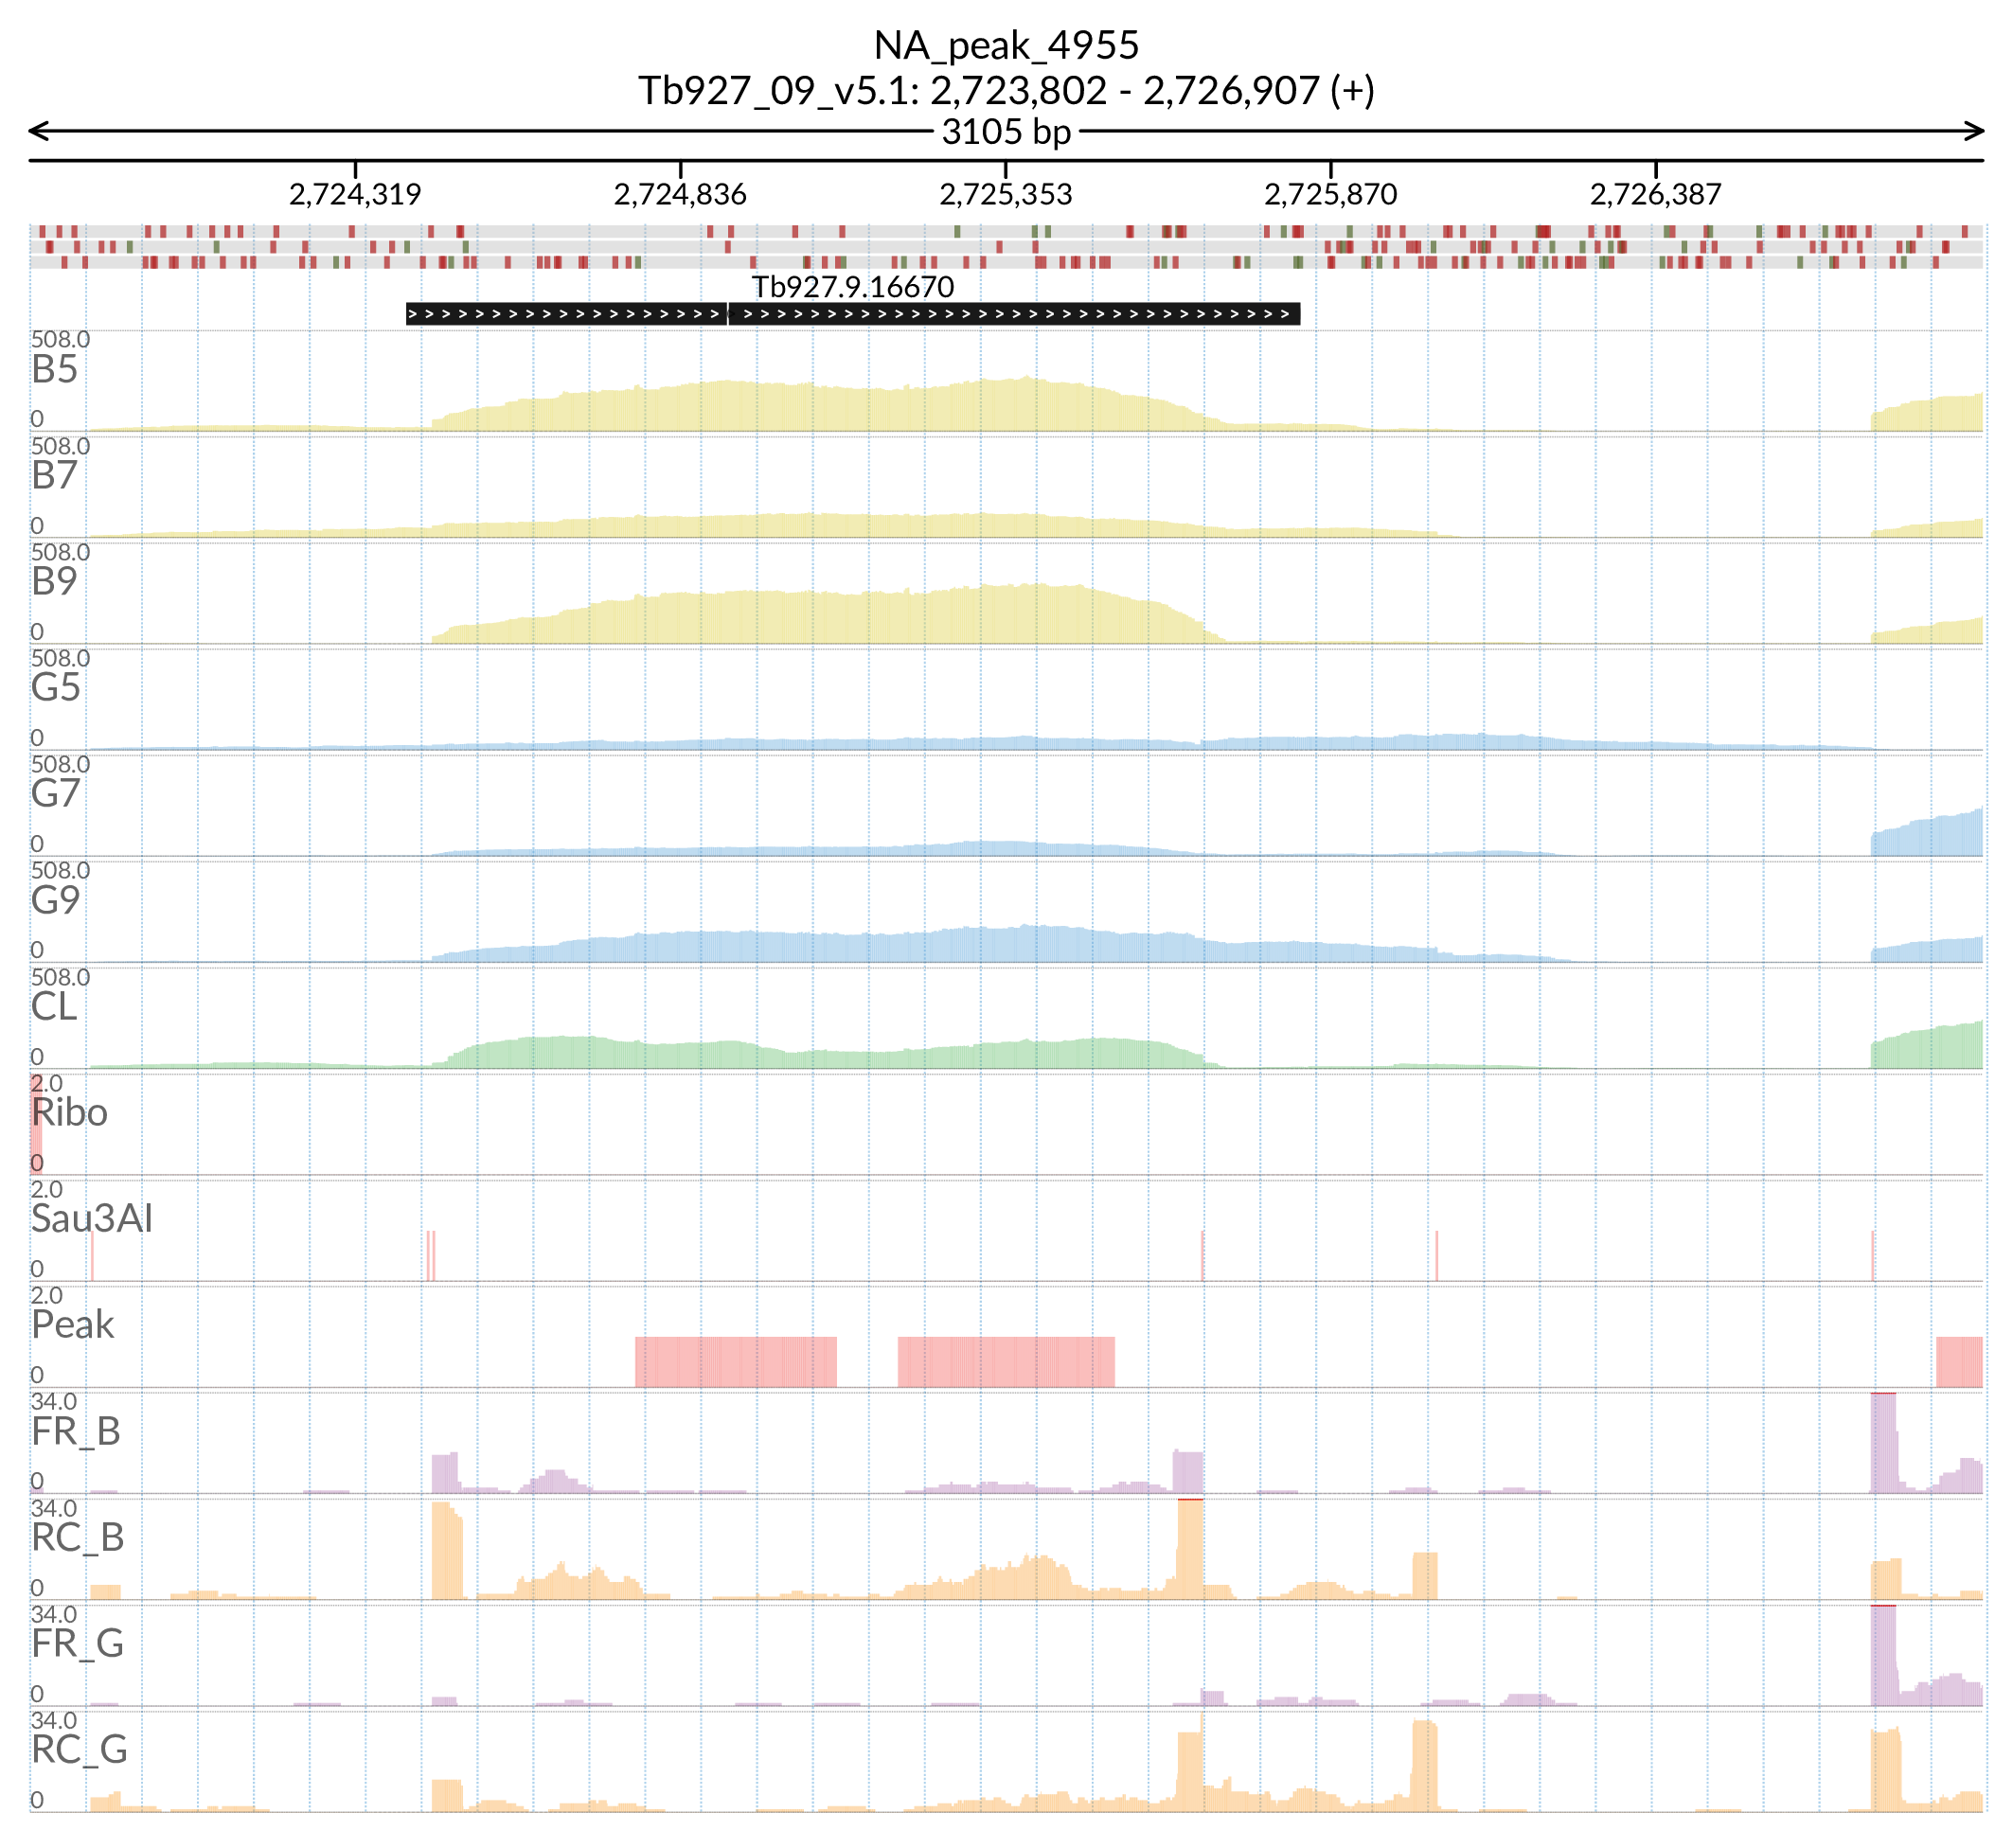 NA_peak_4955
Tb927_09_v5.1: 2,723,802 - 2,726,907 (+)
3105 bp
2,724,319 2,724,836 2,725,353 2,725,870 2,726,387
Tb927.9.16670
508.0
B5
0
508.0
B7
0
508.0
B9
0
508.0
G5
0
508.0
G7
0
508.0
G9
0
508.0
CL
0
2.0
Ribo
0
2.0
Sau3AI
0
2.0
Peak
0
34.0
FR_B
0
34.0
RC_B
0
34.0
FR_G
0
34.0
RC_G
0